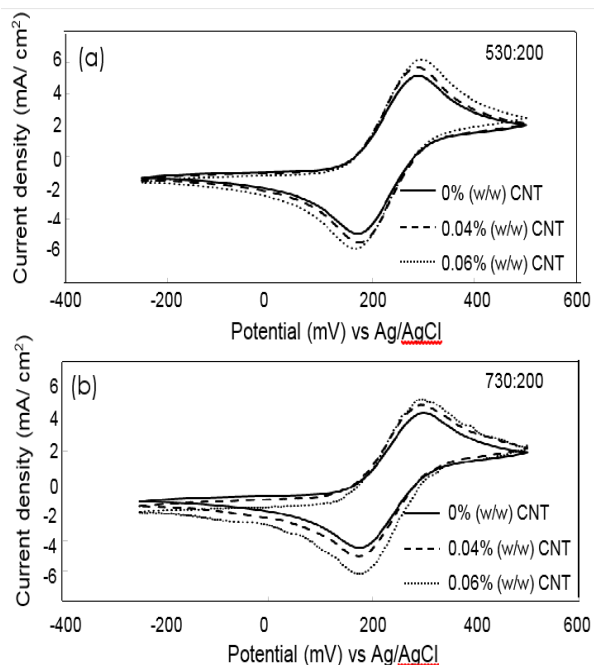 (a)
530:200
Current density (mA/ cm²)
6
4
2
0
-2
-4
-6
0% (w/w) CNT
0.04% (w/w) CNT
0.06% (w/w) CNT
-400 -200 0 200 400 600
Potential (mV) vs Ag/AgCl
(b)
730:200
Current density (mA/ cm²)
6
4
2
0
-2
-4
-6
0% (w/w) CNT
0.04% (w/w) CNT
0.06% (w/w) CNT
-400 -200 0 200 400 600
Potential (mV) vs Ag/AgCl